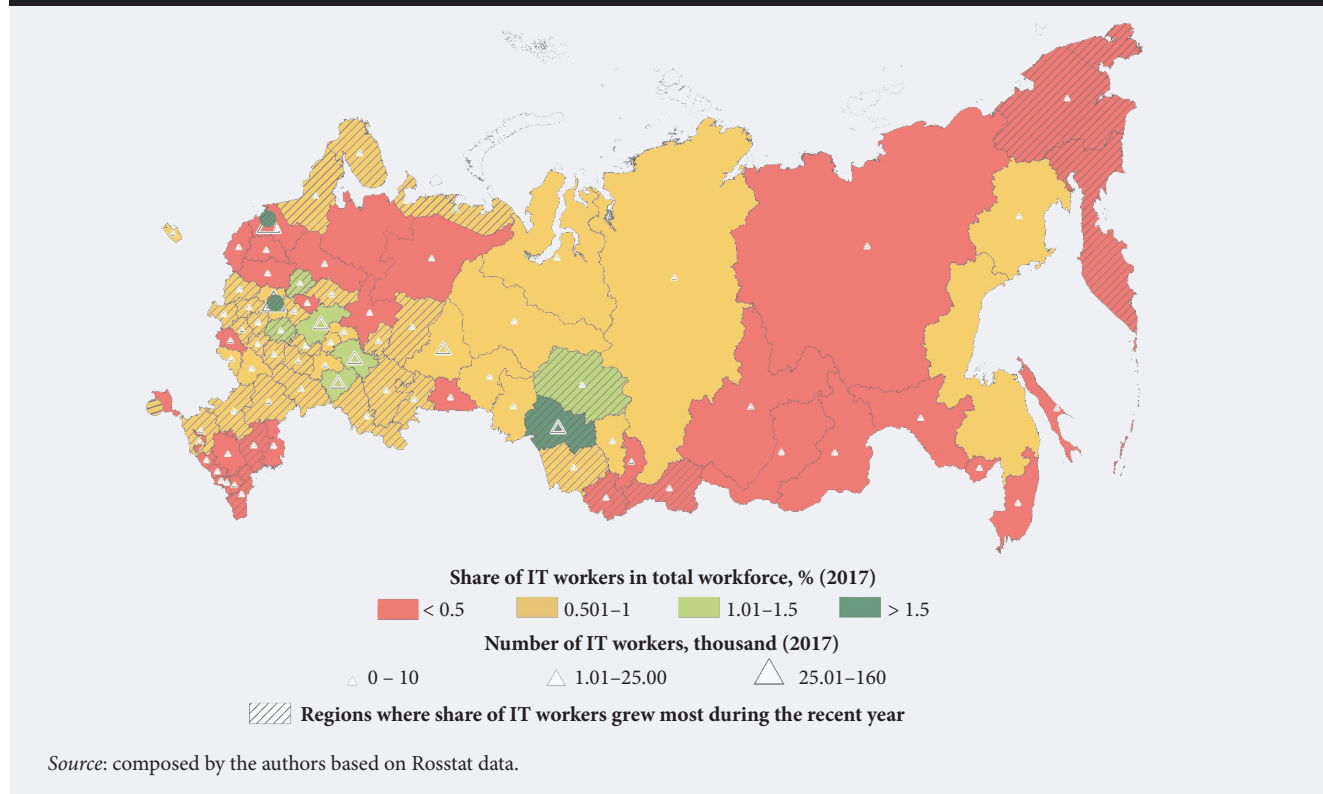 Share of IT workers in total workforce, % (2017)
< 0.5 0.501–1 1.01–1.5 > 1.5
Number of IT workers, thousand (2017)
0 – 10 1.01–25.00 25.01–160
Regions where share of IT workers grew most during the recent year
Source: composed by the authors based on Rosstat data.